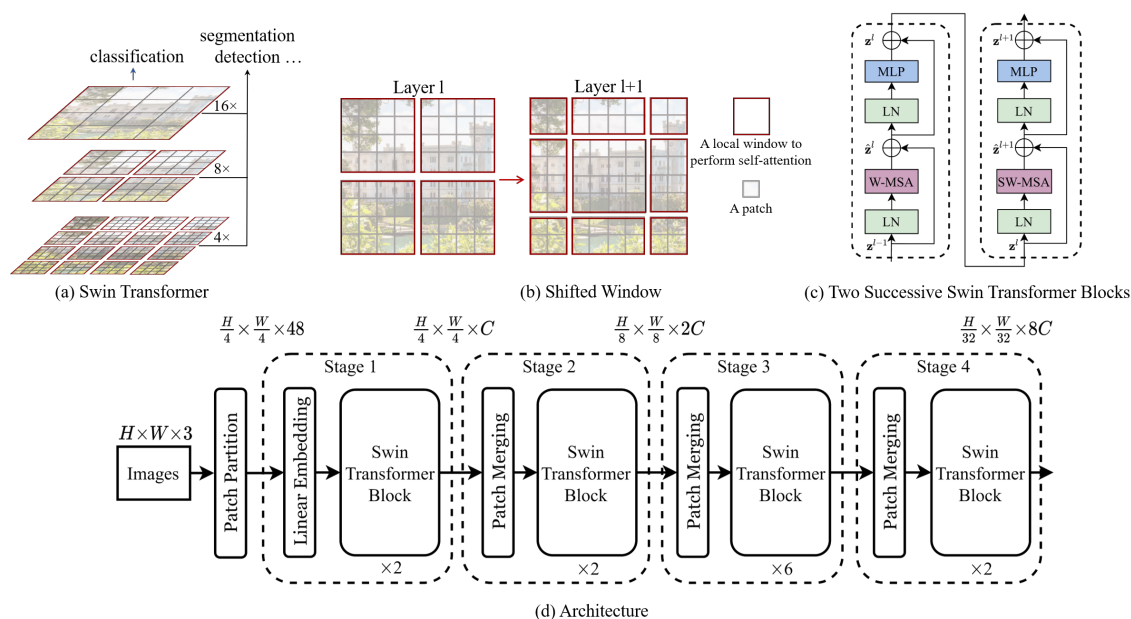 classification
segmentation
detection ...
16×
8×
4×
(a) Swin Transformer
Layer l
Layer l+1
A local window to
perform self-attention
A patch
(b) Shifted Window
z^l
MLP
LN
ẑ^l
W-MSA
LN
z^{l-1}
z^{l+1}
MLP
LN
ẑ^{l+1}
SW-MSA
LN
z^l
(c) Two Successive Swin Transformer Blocks
H/4 × W/4 × 48
H/4 × W/4 × C
H/8 × W/8 × 2C
H/32 × W/32 × 8C
Stage 1
Stage 2
Stage 3
Stage 4
H×W×3
Images
Patch Partition
Linear Embedding
Swin
Transformer
Block
×2
Patch Merging
Swin
Transformer
Block
×2
Patch Merging
Swin
Transformer
Block
×6
Patch Merging
Swin
Transformer
Block
×2
(d) Architecture